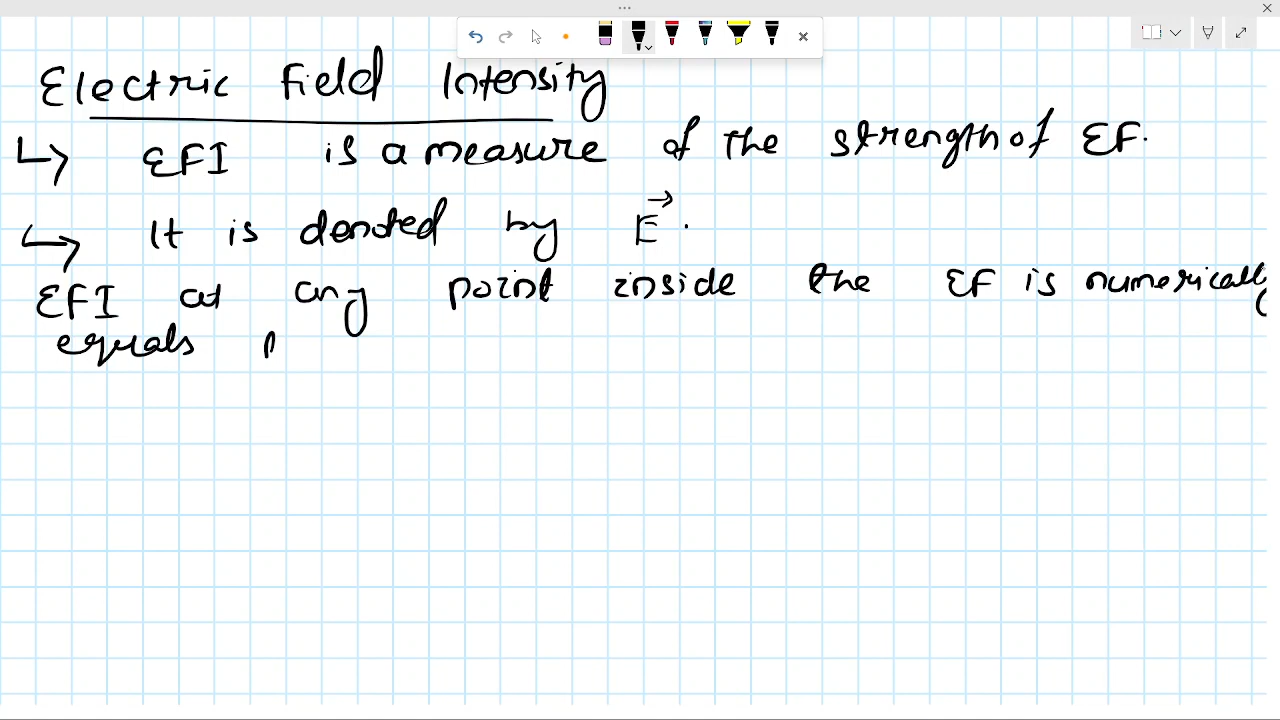 Electric Field Intensity
↳ EFI is a measure of the strength of EF.
↳ It is denoted by E⃗.
EFI at any point inside the EF is numerically
equals